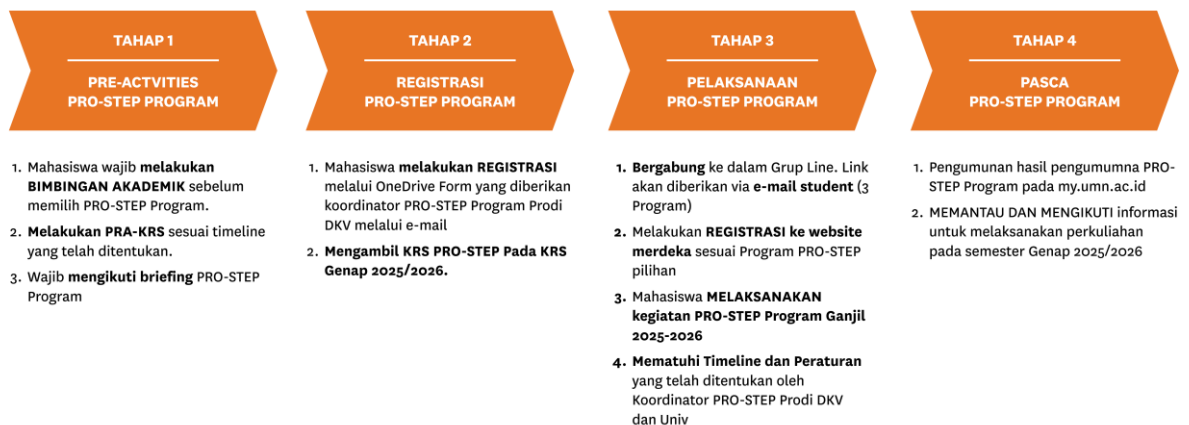 TAHAP 1
PRE-ACTVITIES
PRO-STEP PROGRAM
1. Mahasiswa wajib melakukan
BIMBINGAN AKADEMIK sebelum
memilih PRO-STEP Program.
2. Melakukan PRA-KRS sesuai timeline
yang telah ditentukan.
3. Wajib mengikuti briefing PRO-STEP
Program
TAHAP 2
REGISTRASI
PRO-STEP PROGRAM
1. Mahasiswa melakukan REGISTRASI
melalui OneDrive Form yang diberikan
koordinator PRO-STEP Program Prodi
DKV melalui e-mail
2. Mengambil KRS PRO-STEP Pada KRS
Genap 2025/2026.
TAHAP 3
PELAKSANAAN
PRO-STEP PROGRAM
1. Bergabung ke dalam Grup Line. Link
akan diberikan via e-mail student (3
Program)
2. Melakukan REGISTRASI ke website
merdeka sesuai Program PRO-STEP
pilihan
3. Mahasiswa MELAKSANAKAN
kegiatan PRO-STEP Program Ganjil
2025-2026
4. Mematuhi Timeline dan Peraturan
yang telah ditentukan oleh
Koordinator PRO-STEP Prodi DKV
dan Univ
TAHAP 4
PASCA
PRO-STEP PROGRAM
1. Pengumunan hasil pengumumna PRO-
STEP Program pada my.umn.ac.id
2. MEMANTAU DAN MENGIKUTI informasi
untuk melaksanakan perkuliahan
pada semester Genap 2025/2026